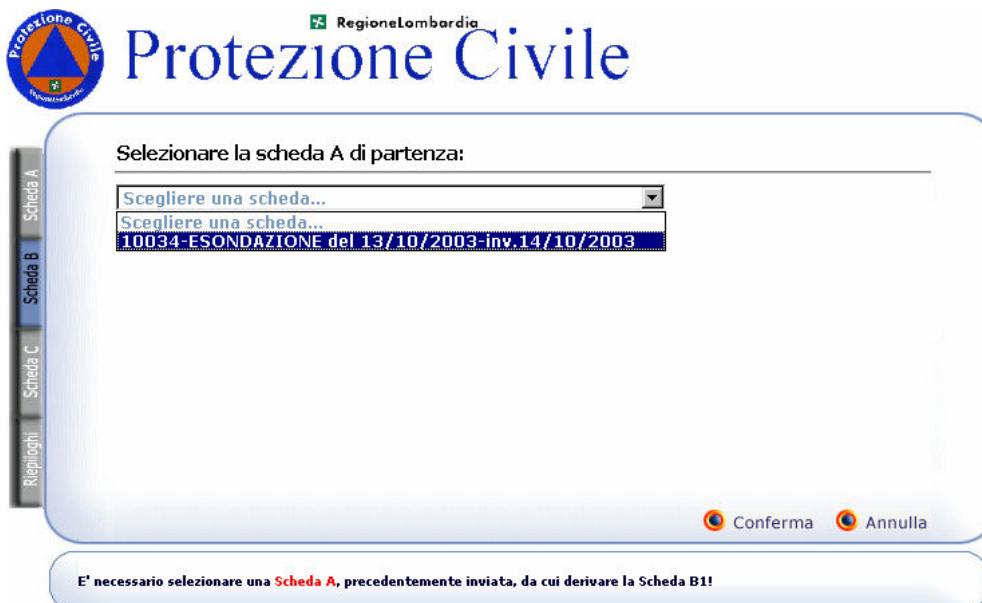 Protezione Civile
RegioneLombardia
RegioneLombardia
Protezione Civile
Selezionare la scheda A di partenza:
Scegliere una scheda...
Scegliere una scheda...
10034-ESONDAZIONE del 13/10/2003-inv.14/10/2003
Scheda A
Scheda B
Scheda C
Riepiloghi
Conferma
Annulla
E' necessario selezionare una Scheda A, precedentemente inviata, da cui derivare la Scheda B1!